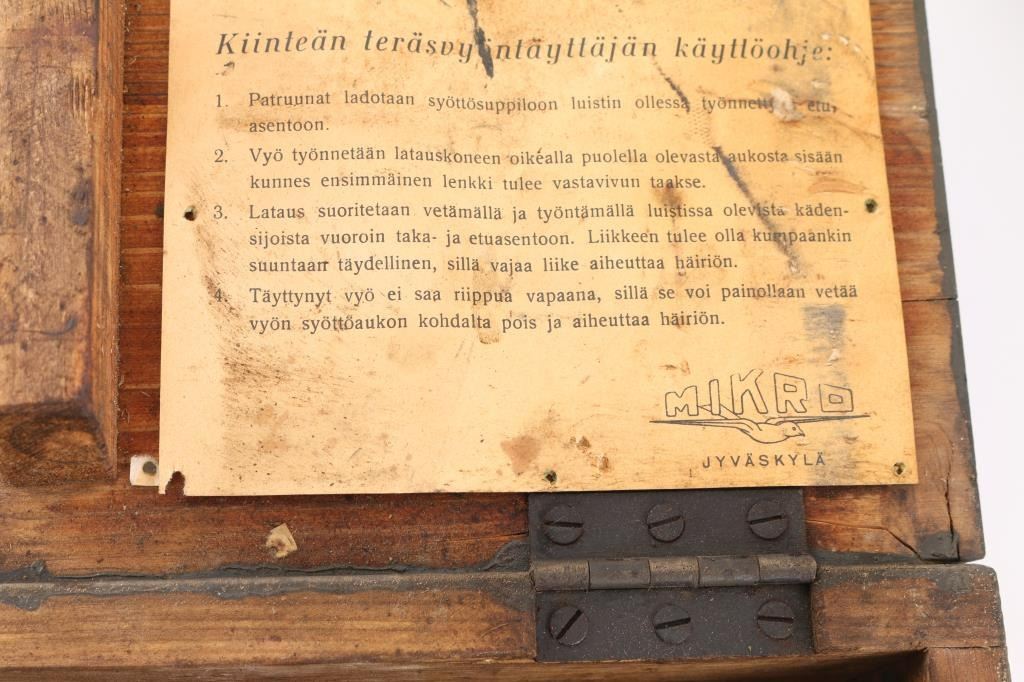 Kiinteän teräsvyöntäyttäjän käyttöohje:
1. Patruunat ladotaan syöttösuppiloon luistin ollessa etu-
asentoon.
2. Vyö työnnetään latauskoneen oikealla puolella olevasta aukosta sisään
kunnes ensimmäinen lenkki tulee vastavivun taakse.
3. Lataus suoritetaan vetämällä ja työntämällä luistissa olevista käden-
sijoista vuoroin taka- ja etuasentoon. Liikkeen tulee olla kumpaankin
suuntaan täydellinen, sillä vajaa liike aiheuttaa häiriön.
4. Täyttynyt vyö ei saa riippua vapaana, sillä se voi painollaan vetää
vyön syöttöaukon kohdalta pois ja aiheuttaa häiriön.
MIKRO
JYVÄSKYLÄ